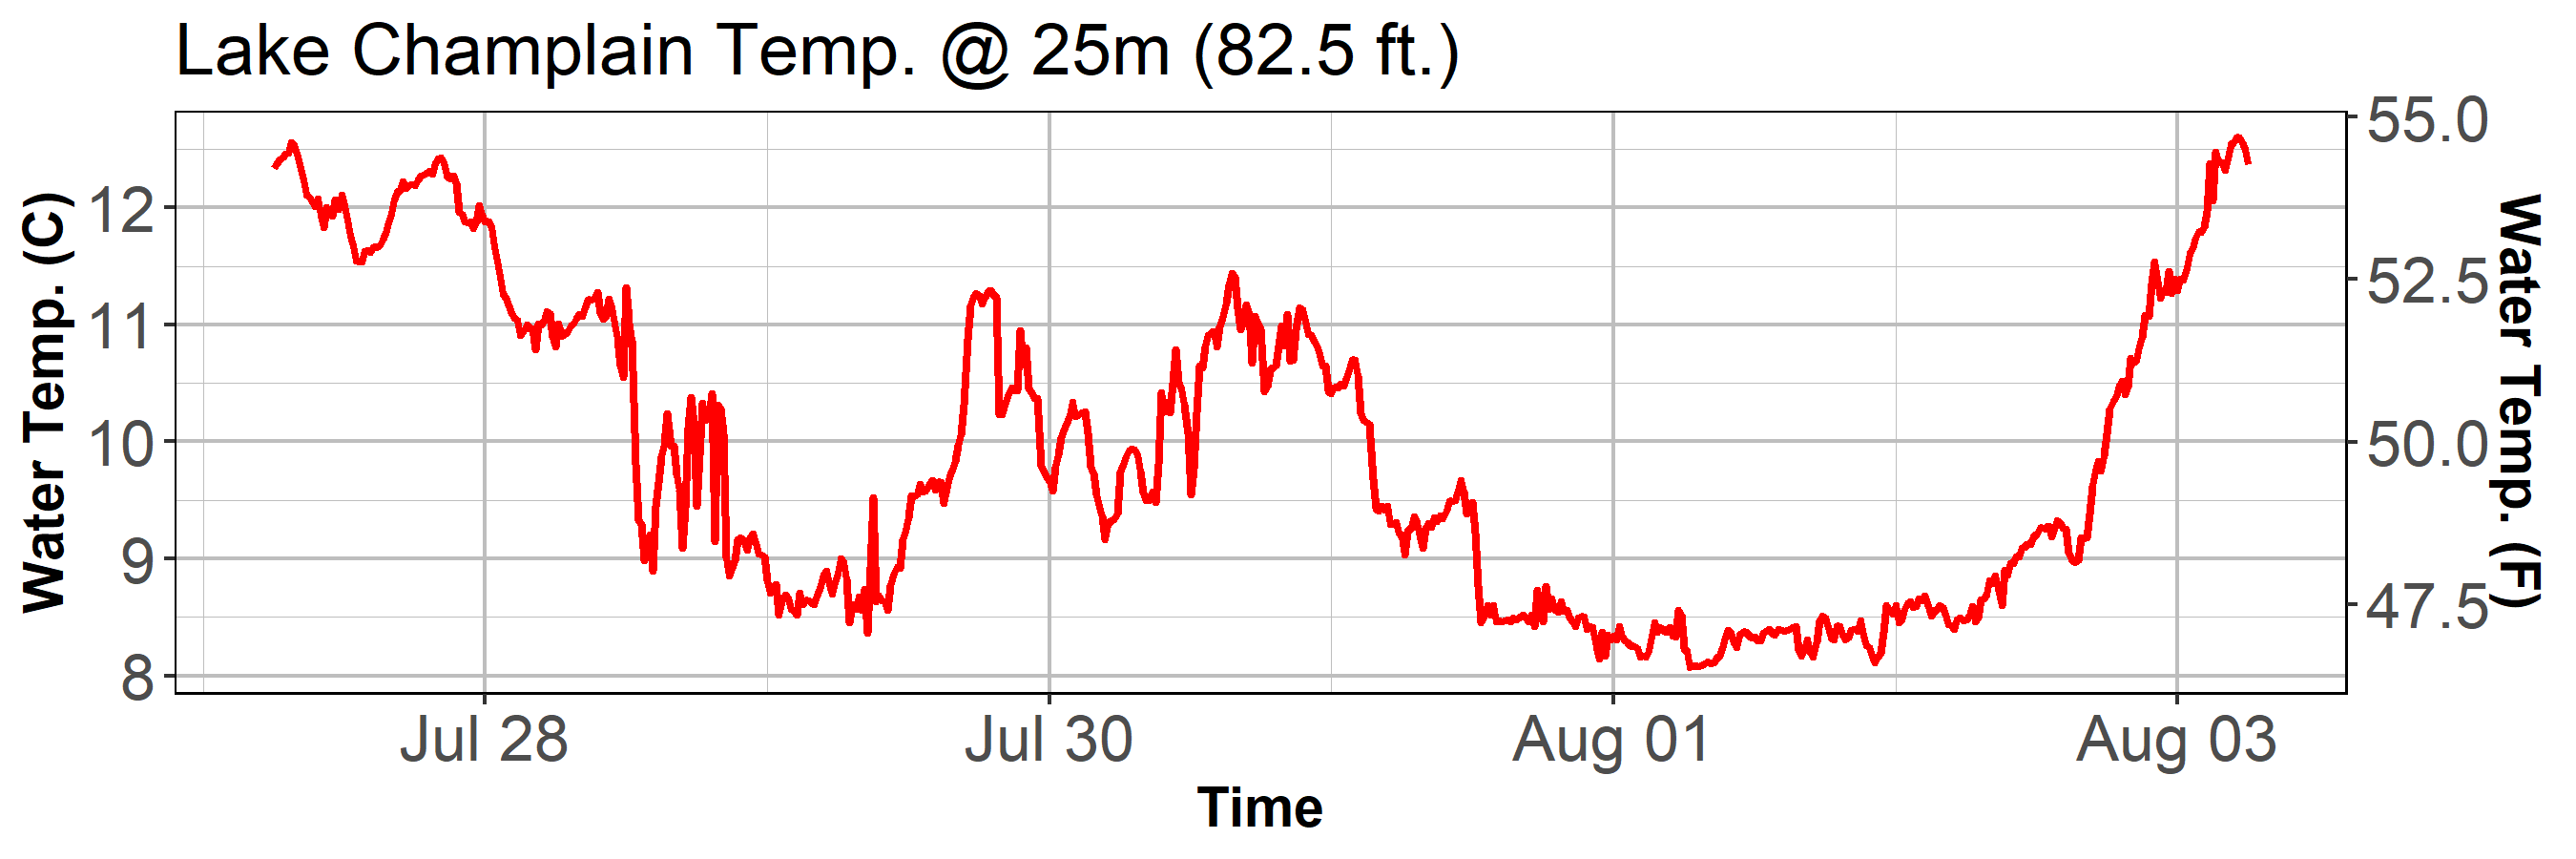 Lake Champlain Temp. @ 25m (82.5 ft.)
Water Temp. (C)
12
11
10
9
8
55.0
52.5
50.0
47.5
Water Temp. (F)
Jul 28
Jul 30
Aug 01
Aug 03
Time